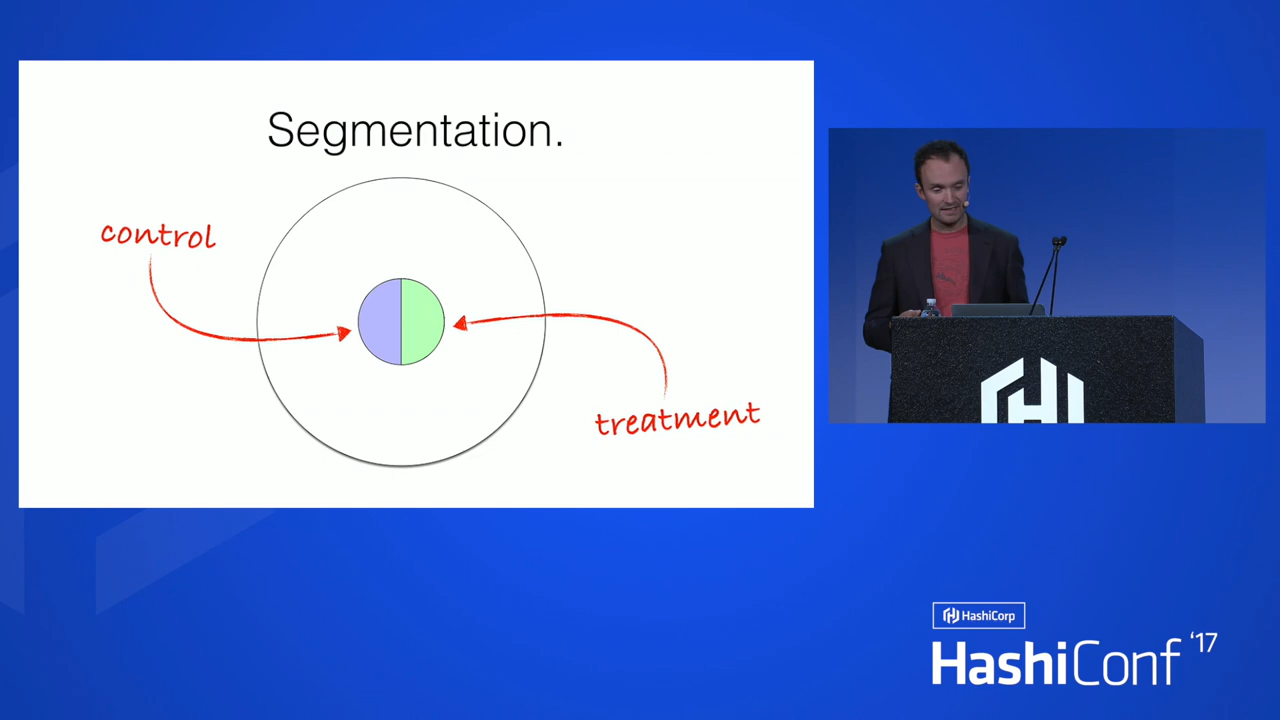 Segmentation.
control
treatment
HashiCorp
HashiConf '17